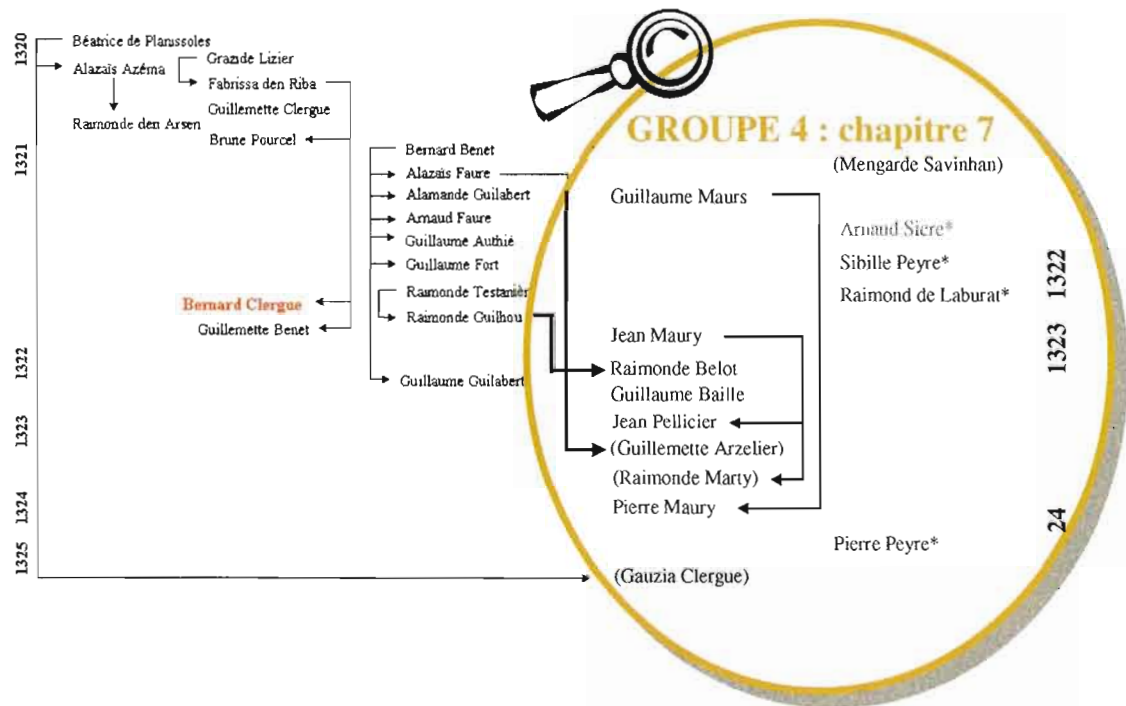 1320
1321
1322
1323
1324
1325
Béatrice de Planissoles
Alazaïs Azéma
Raimonde den Arsen
Grazide Lizier
Fabrissa den Riba
Guillemette Clergue
Brune Pourcel
Bernard Clergue
Guillemette Benet
Bernard Benet
Alazaïs Faure
Alamande Guilabert
Arnaud Faure
Guillaume Authié
Guillaume Fort
Raimonde Testanière
Raimonde Guilhou
Guillaume Guilabert
GROUPE 4 : chapitre 7
(Mengarde Savinhan)
Guillaume Maurs
Arnaud Sicre*
Sibille Peyre*
Raimond de Laburat*
Jean Maury
Raimonde Belot
Guillaume Baille
Jean Pellicier
(Guillemette Arzelier)
(Raimonde Marty)
Pierre Maury
Pierre Peyre*
(Gauzia Clergue)
1322
1323
24